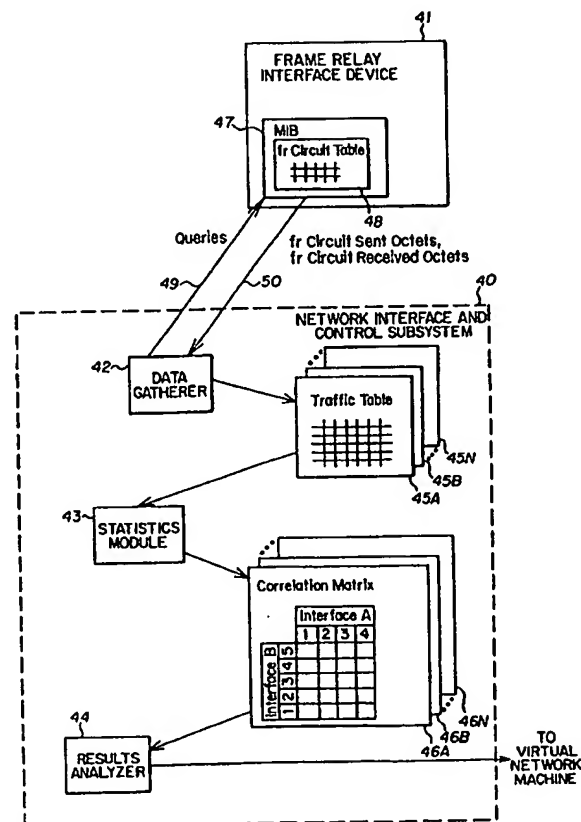 41
FRAME RELAY
INTERFACE DEVICE
47
MIB
fr Circuit Table
48
Queries
fr Circuit Sent Octets,
fr Circuit Received Octets
49
50
40
NETWORK INTERFACE AND
CONTROL SUBSYSTEM
42
DATA
GATHERER
Traffic Table
45N
45B
45A
43
STATISTICS
MODULE
Correlation Matrix
Interface A
1 2 3 4
Interface B
1 2 3 4 5
46N
46B
46A
44
RESULTS
ANALYZER
TO
VIRTUAL
NETWORK
MACHINE